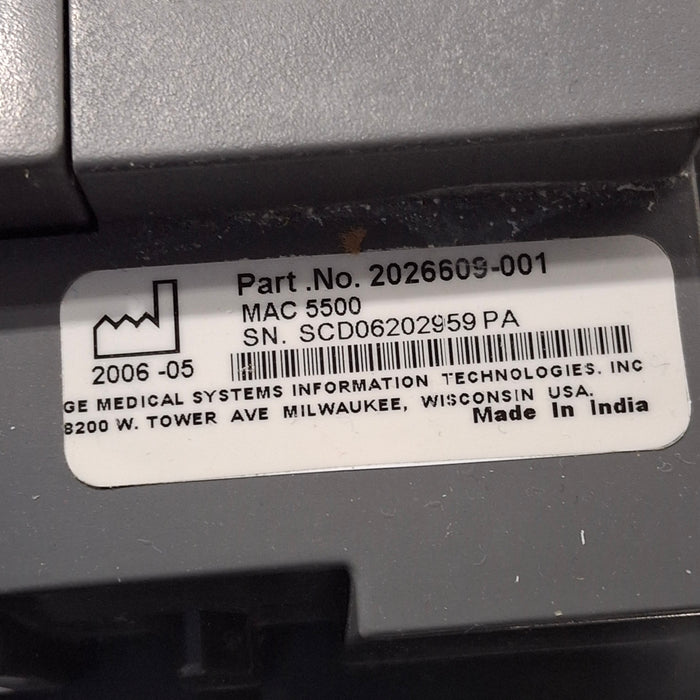 Part .No. 2026609-001
MAC 5500
SN. SCD06202959 PA
2006 -05
GE MEDICAL SYSTEMS INFORMATION TECHNOLOGIES. INC
8200 W. TOWER AVE MILWAUKEE, WISCONSIN USA.
Made In India